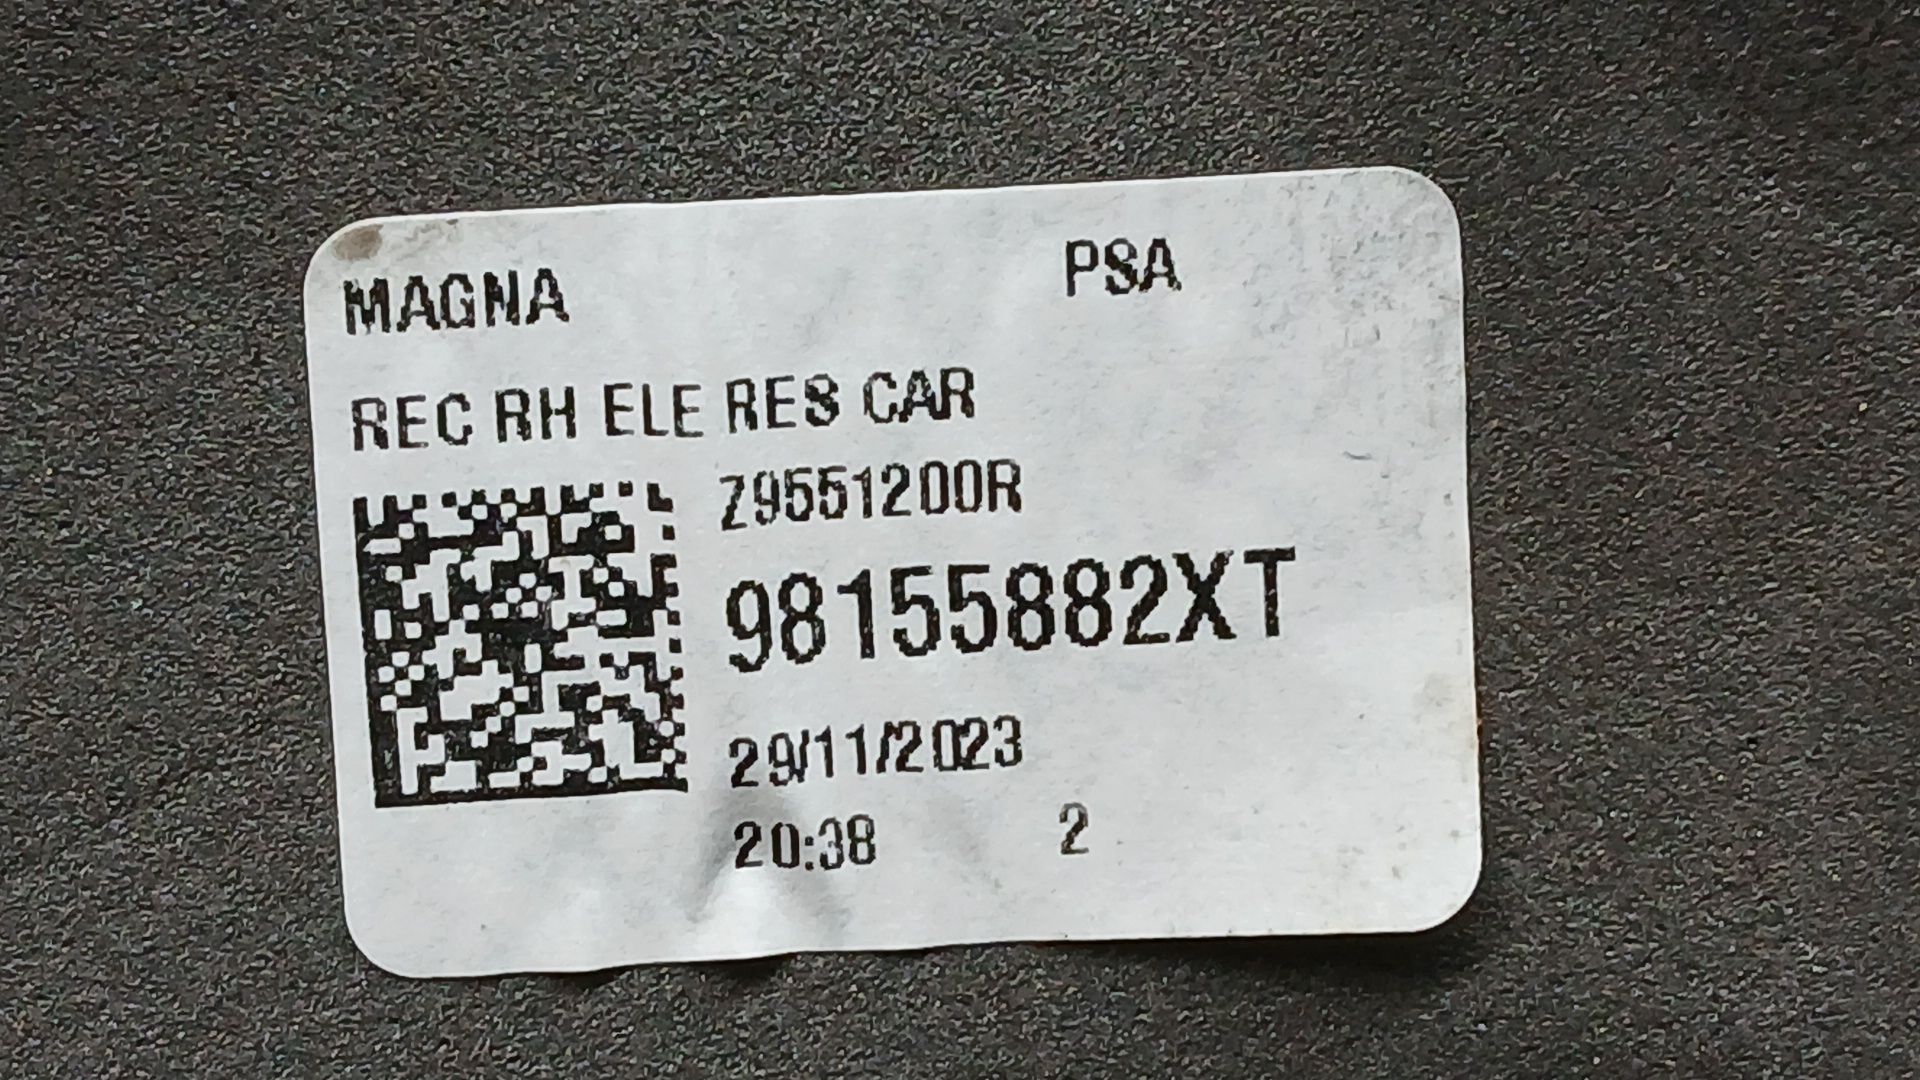 MAGNA PSA
REC RH ELE RES CAR
Z9551200R
98155882XT
29/11/2023
20:38 2